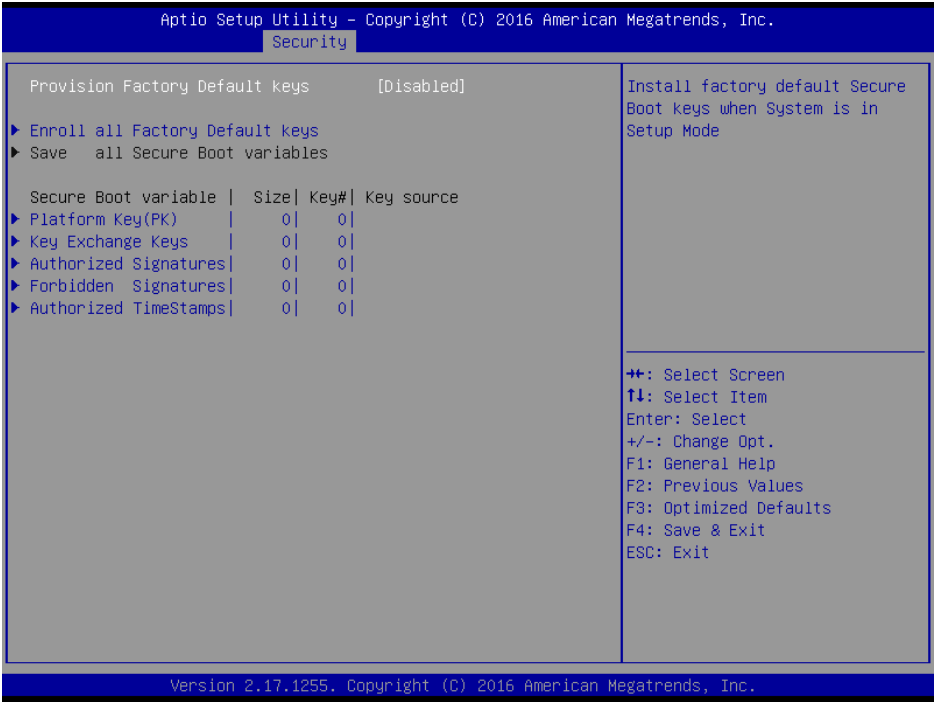 Aptio Setup Utility – Copyright (C) 2016 American Megatrends, Inc.
Security
Provision Factory Default keys [Disabled]
Enroll all Factory Default keys
Save all Secure Boot variables
Secure Boot variable | Size| Key#| Key source
Platform Key(PK) | 0| 0|
Key Exchange Keys | 0| 0|
Authorized Signatures| 0| 0|
Forbidden Signatures| 0| 0|
Authorized TimeStamps| 0| 0|
Install factory default Secure
Boot keys when System is in
Setup Mode
→←: Select Screen
↑↓: Select Item
Enter: Select
+/-: Change Opt.
F1: General Help
F2: Previous Values
F3: Optimized Defaults
F4: Save & Exit
ESC: Exit
Version 2.17.1255. Copyright (C) 2016 American Megatrends, Inc.